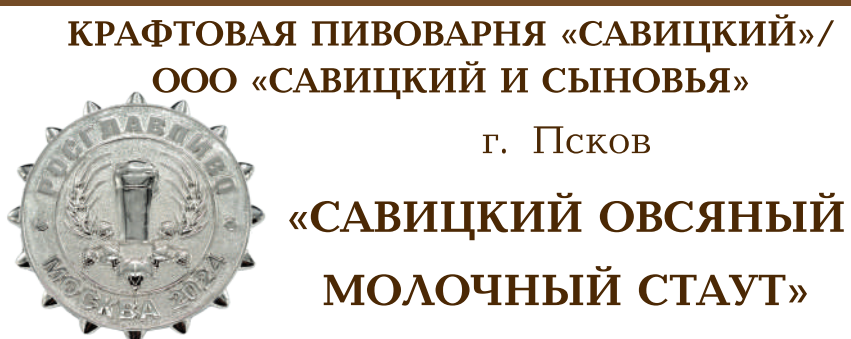 КРАФТОВАЯ ПИВОВАРНЯ «САВИЦКИЙ»/
ООО «САВИЦКИЙ И СЫНОВЬЯ»
г. Псков
РОСГЛАВПИВО
МОСКВА 2024
«САВИЦКИЙ ОВСЯНЫЙ
МОЛОЧНЫЙ СТАУТ»